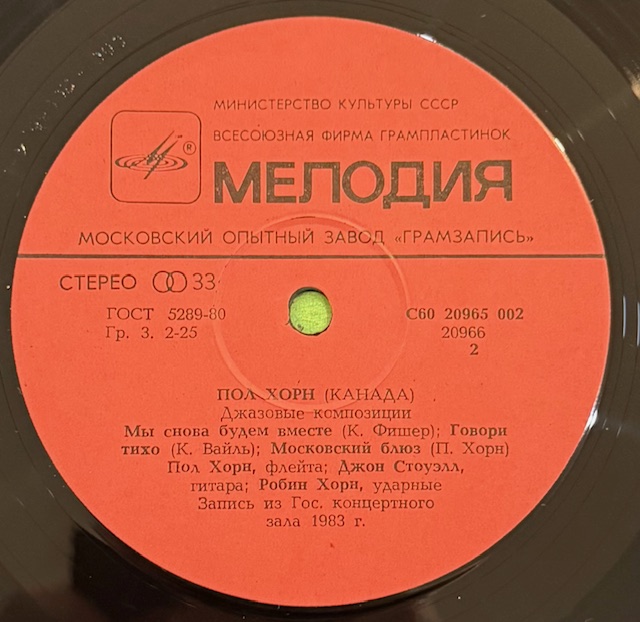 МИНИСТЕРСТВО КУЛЬТУРЫ СССР
ВСЕСОЮЗНАЯ ФИРМА ГРАМПЛАСТИНОК
®
МЕЛОДИЯ
МОСКОВСКИЙ ОПЫТНЫЙ ЗАВОД «ГРАМЗАПИСЬ»
СТЕРЕО 33
ГОСТ 5289-80
Гр. 3. 2-25
С60 20965 002
20966
2
ПОЛ ХОРН (КАНАДА)
Джазовые композиции
Мы снова будем вместе (К. Фишер); Говори
тихо (К. Вайль); Московский блюз (П. Хорн)
Пол Хорн, флейта; Джон Стоуэлл,
гитара; Робин Хорн, ударные
Запись из Гос. концертного
зала 1983 г.